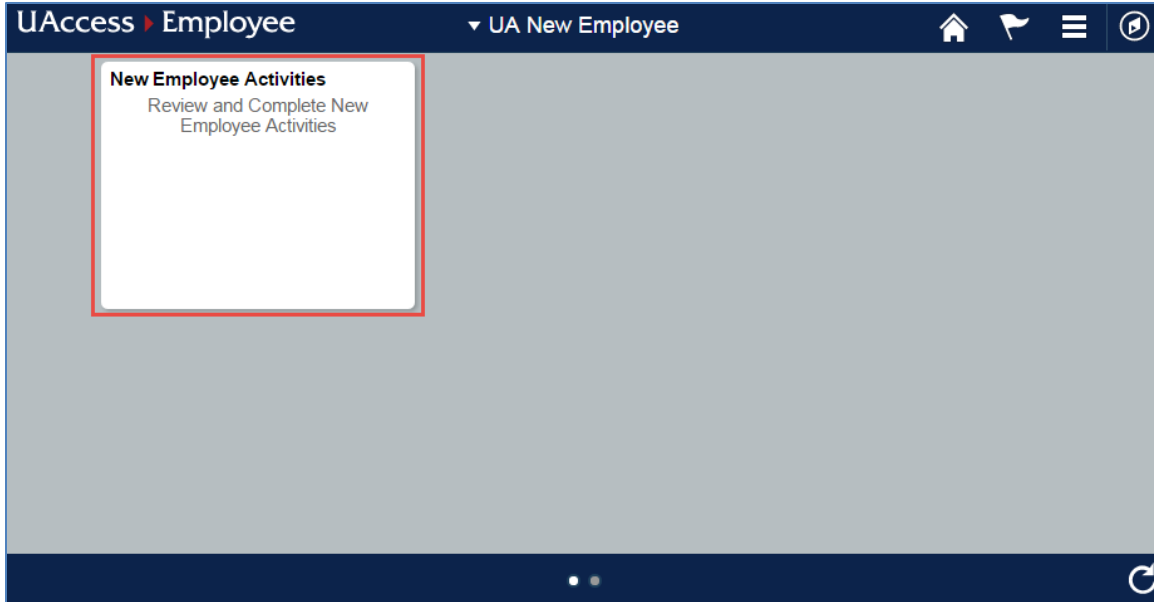 UAccess Employee
UA New Employee
New Employee Activities
Review and Complete New
Employee Activities